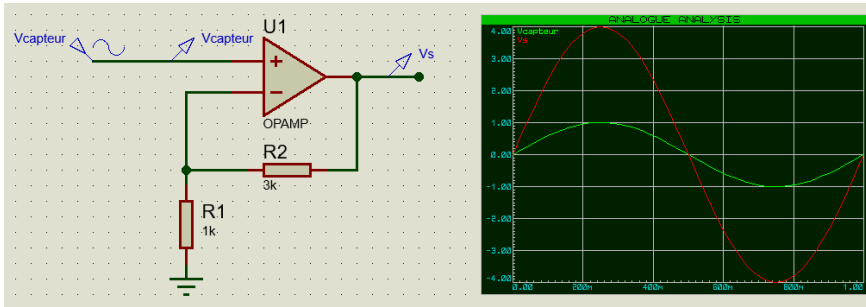 Vcapteur
Vcapteur
U1
Vs
OPAMP
R2
3k
R1
1k
ANALOGUE ANALYSIS
Vcapteur
Vs
4.00
3.00
2.00
1.00
0.00
-1.00
-2.00
-3.00
-4.00
0.00 200m 400m 600m 800m 1.00